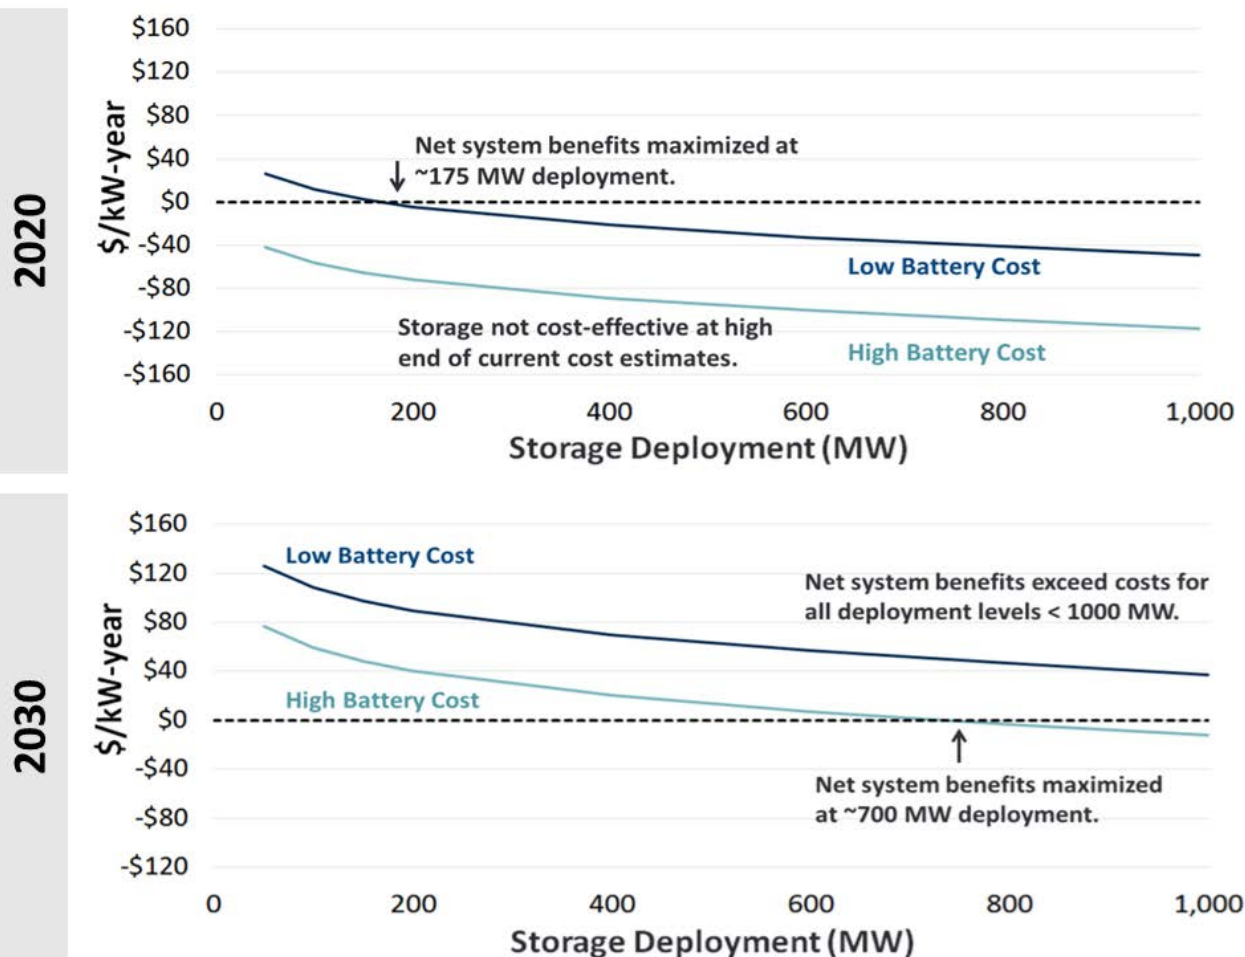 2020
$/kW-year
$160
$120
$80
$40
$0
-$40
-$80
-$120
-$160
Net system benefits maximized at
~175 MW deployment.
Low Battery Cost
Storage not cost-effective at high
end of current cost estimates.
High Battery Cost
0 200 400 600 800 1,000
Storage Deployment (MW)
2030
$/kW-year
$160
$120
$80
$40
$0
-$40
-$80
-$120
Low Battery Cost
Net system benefits exceed costs for
all deployment levels < 1000 MW.
High Battery Cost
Net system benefits maximized
at ~700 MW deployment.
0 200 400 600 800 1,000
Storage Deployment (MW)